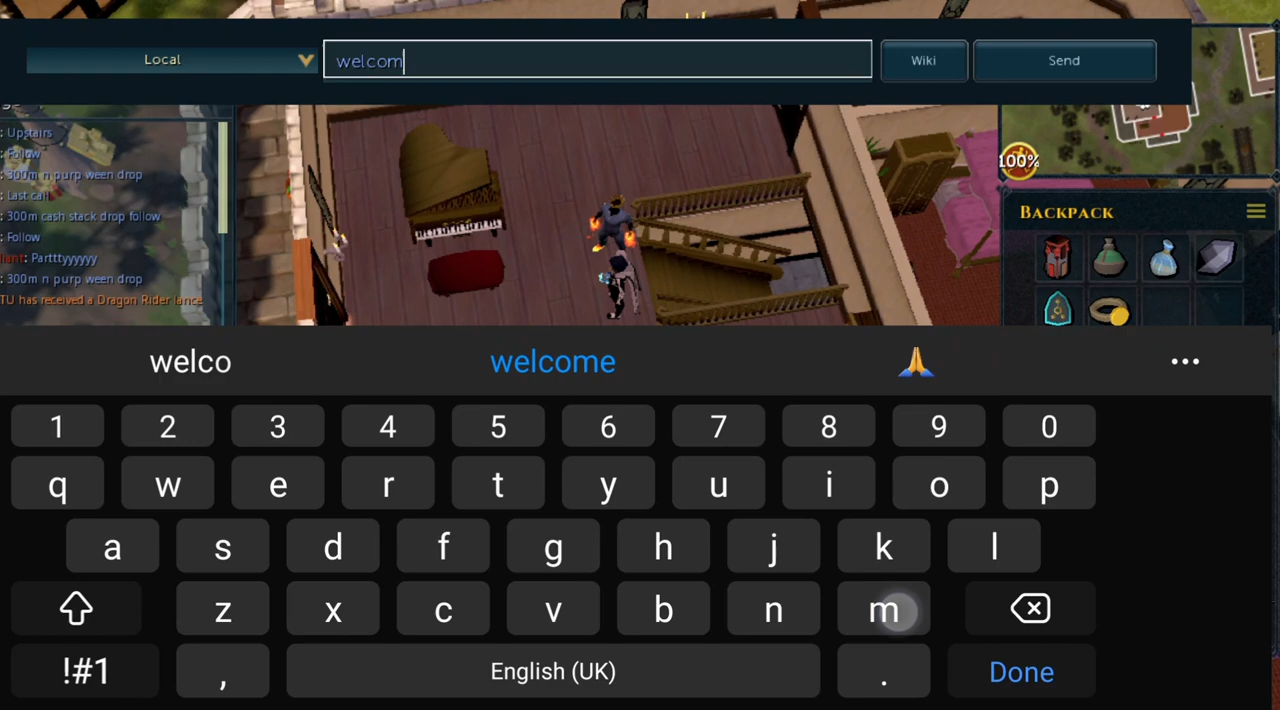 Local
welcom
Wiki
Send
: Upstairs
: Follow
: 300m n purp ween drop
: Last call
: 300m cash stack drop follow
: Follow
: Partttyyyyyy
: 300m n purp ween drop
TU has received a Dragon Rider lance
100%
BACKPACK
welco
welcome
1 2 3 4 5 6 7 8 9 0
q w e r t y u i o p
a s d f g h j k l
z x c v b n m
!#1 , English (UK) . Done